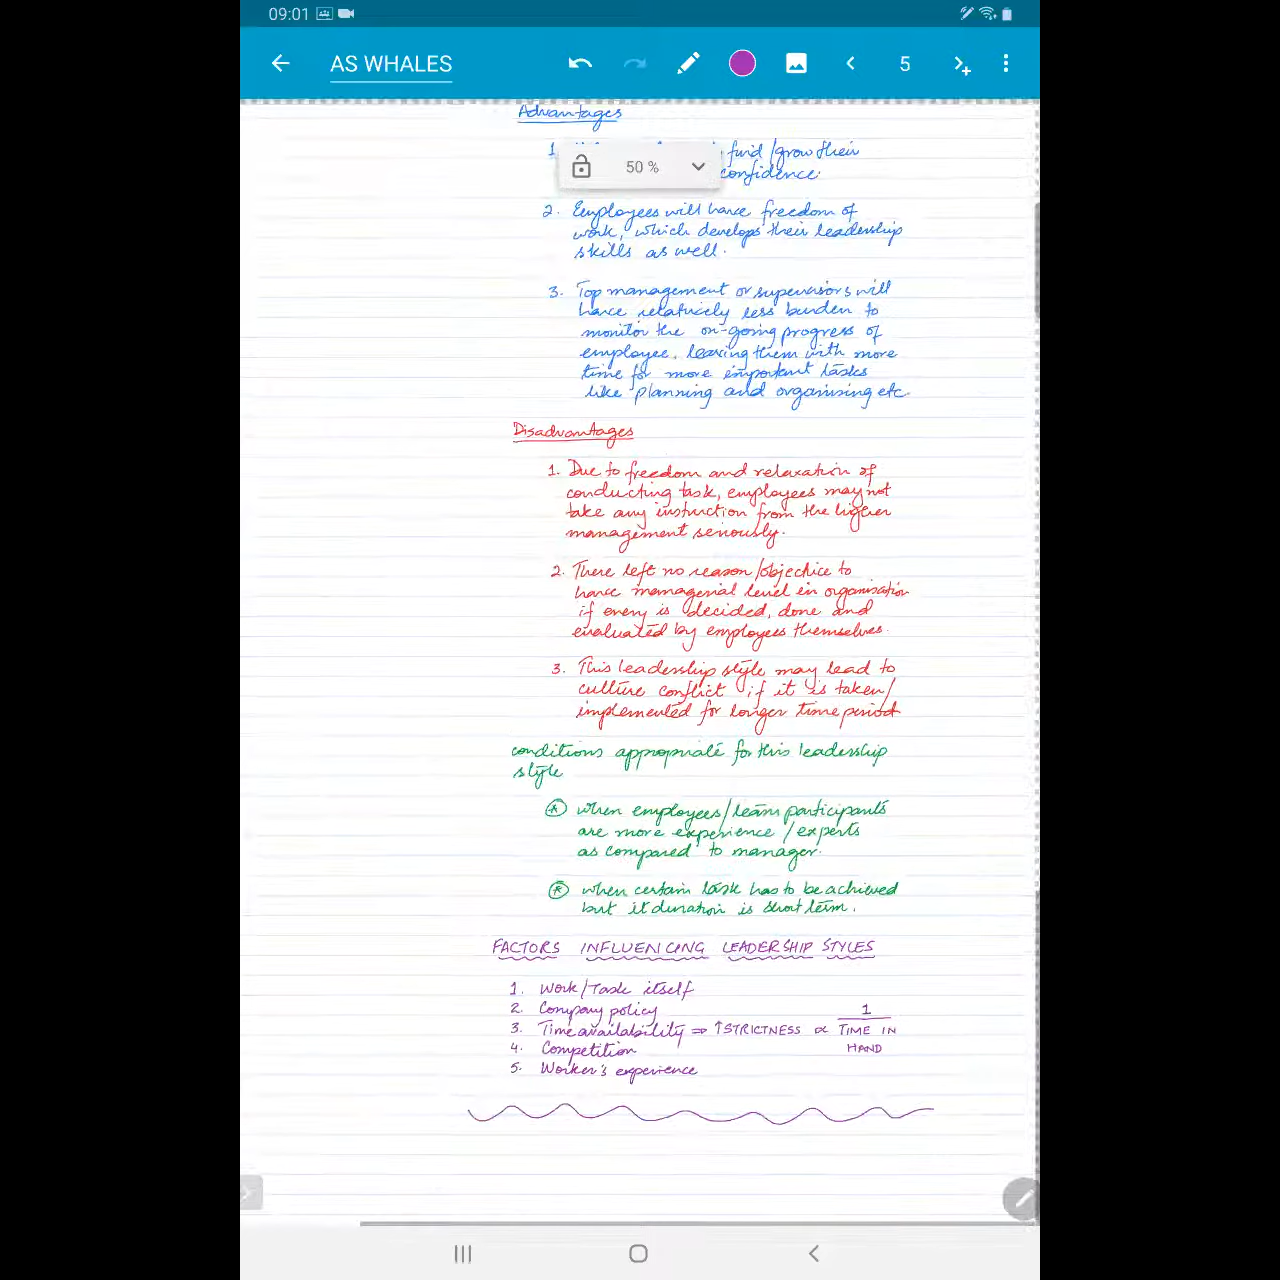 09:01
AS WHALES
5
Advantages
1. find /grow their
50 %
confidence.
2. Employees will have freedom of
work, which develops their leadership
skills as well.
3. Top management or supervisors will
have relatively less burden to
monitor the on-going progress of
employee, leaving them with more
time for more important tasks
like planning and organising etc.
Disadvantages
1. Due to freedom and relaxation of
conducting task, employees may not
take any instruction from the higher
management seriously.
2. There left no reason/objective to
have managerial level in organisation
if every is decided, done and
evaluated by employees themselves.
3. This leadership style may lead to
culture conflict if it is taken/
implemented for longer time period
conditions appropriate for this leadership
style
* when employees/team participants
are more experience / experts
as compared to manager.
* when certain task has to be achieved
but it duration is short term.
FACTORS INFLUENCING LEADERSHIP STYLES
1. Work/Task itself
2. Company policy
3. Time availability ⇒ ↑STRICTNESS ∝ 1 / TIME IN HAND
4. Competition
5. Worker's experience